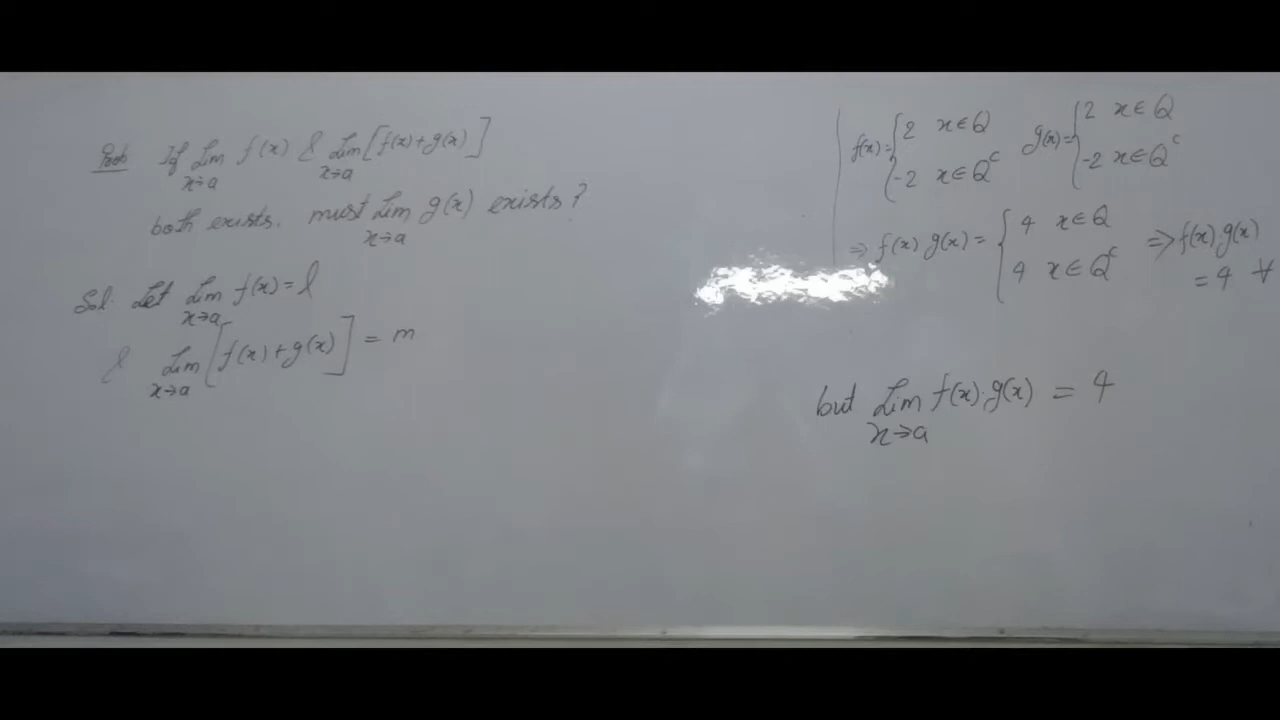 Prob If Lim f(x) & Lim [f(x)+g(x)]
x→a x→a
both exists. must Lim g(x) exists?
x→a
Sol. Let Lim f(x) = l
x→a
& Lim [f(x)+g(x)] = m
x→a
f(x) = { 2 x∈Q g(x) = { 2 x∈Q
-2 x∈Q^c -2 x∈Q^c
⇒ f(x) g(x) = { 4 x∈Q ⇒ f(x).g(x)
4 x∈Q^c = 4 ∀
but Lim f(x).g(x) = 4
x→a